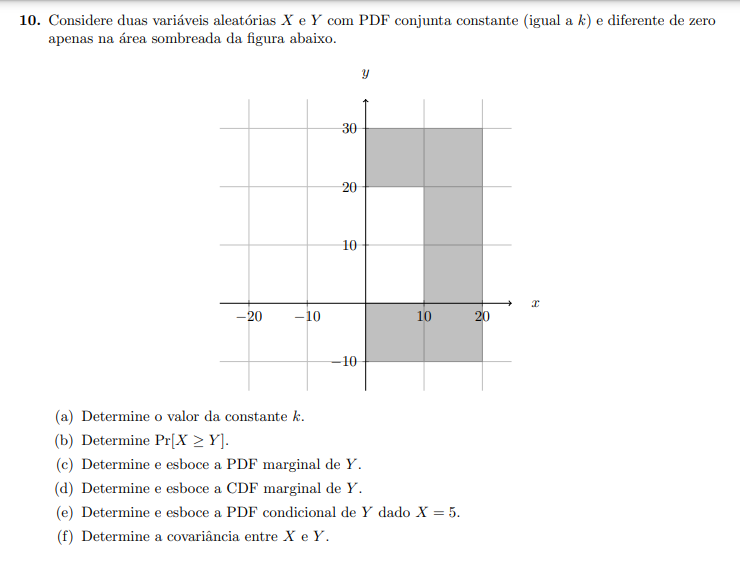 10. Considere duas variáveis aleatórias X e Y com PDF conjunta constante (igual a k) e diferente de zero
apenas na área sombreada da figura abaixo.
y
30
20
10
−20 −10 10 20 x
−10
(a) Determine o valor da constante k.
(b) Determine Pr[X ≥ Y].
(c) Determine e esboce a PDF marginal de Y.
(d) Determine e esboce a CDF marginal de Y.
(e) Determine e esboce a PDF condicional de Y dado X = 5.
(f) Determine a covariância entre X e Y.